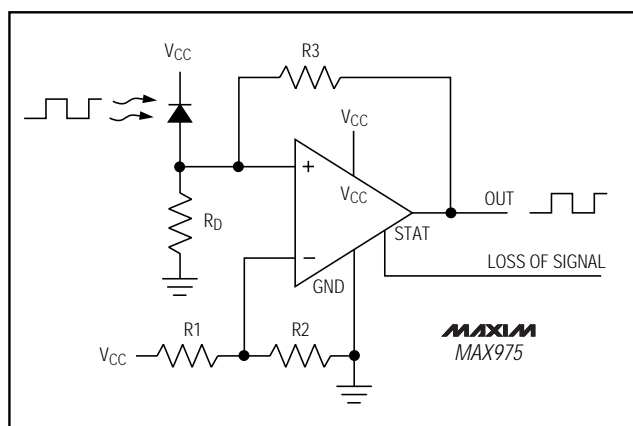 R3
VCC
VCC
+
VCC
OUT
RD
STAT
−
LOSS OF SIGNAL
GND
R1
R2
MAXIM
VCC
MAX975